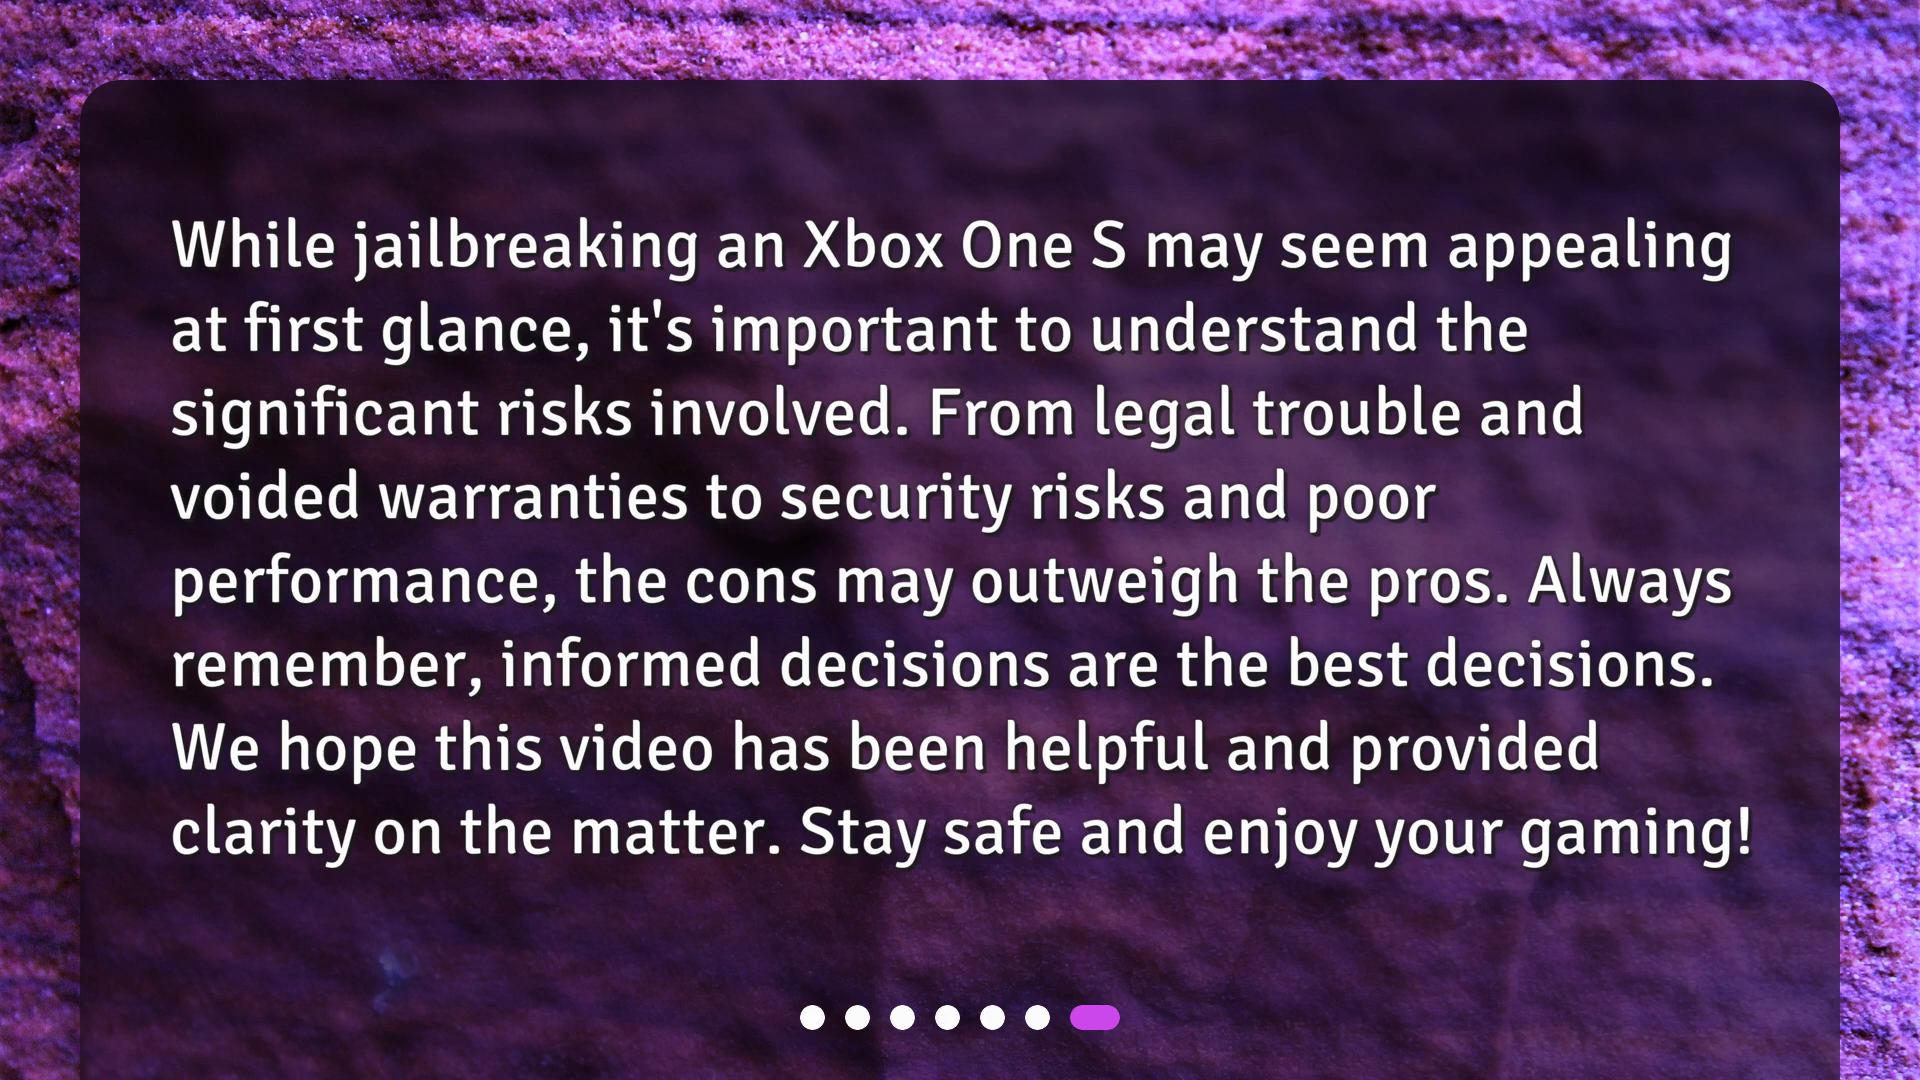 While jailbreaking an Xbox One S may seem appealing
at first glance, it's important to understand the
significant risks involved. From legal trouble and
voided warranties to security risks and poor
performance, the cons may outweigh the pros. Always
remember, informed decisions are the best decisions.
We hope this video has been helpful and provided
clarity on the matter. Stay safe and enjoy your gaming!